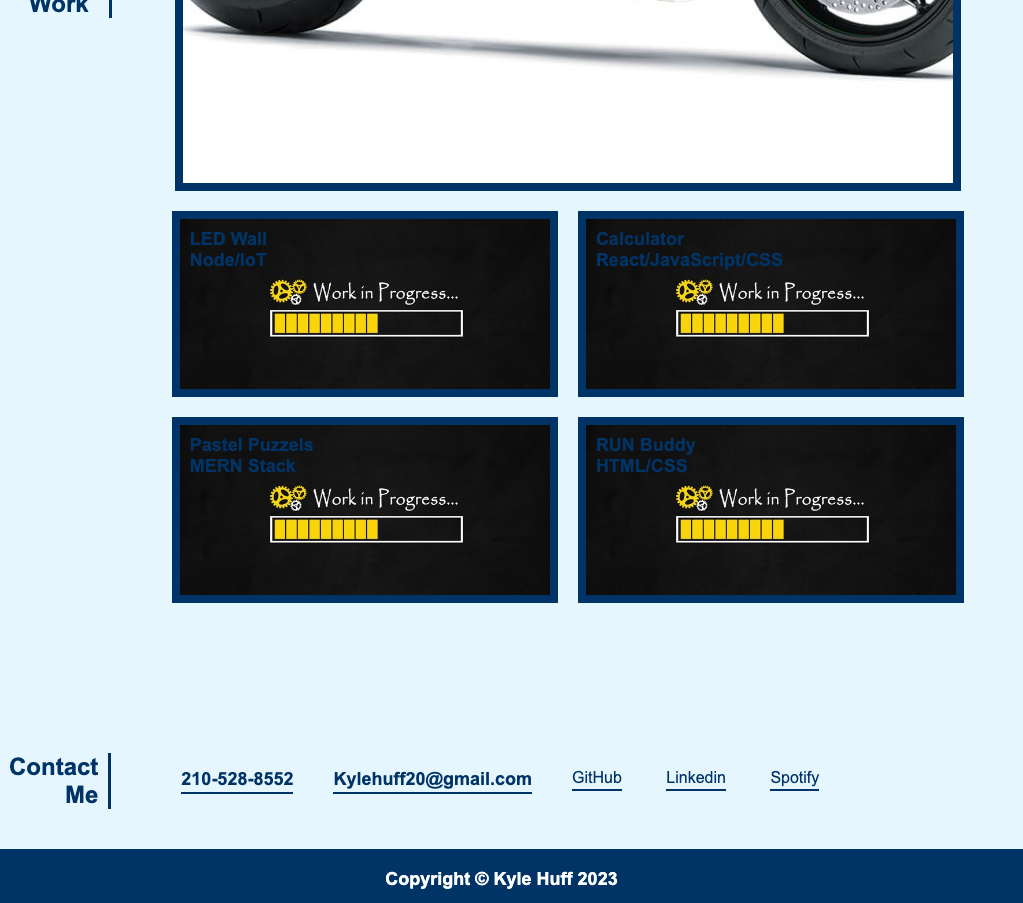 Work
LED Wall
Node/IoT
Work in Progress...
Calculator
React/JavaScript/CSS
Work in Progress...
Pastel Puzzels
MERN Stack
Work in Progress...
RUN Buddy
HTML/CSS
Work in Progress...
Contact
Me
210-528-8552 Kylehuff20@gmail.com GitHub Linkedin Spotify
Copyright © Kyle Huff 2023